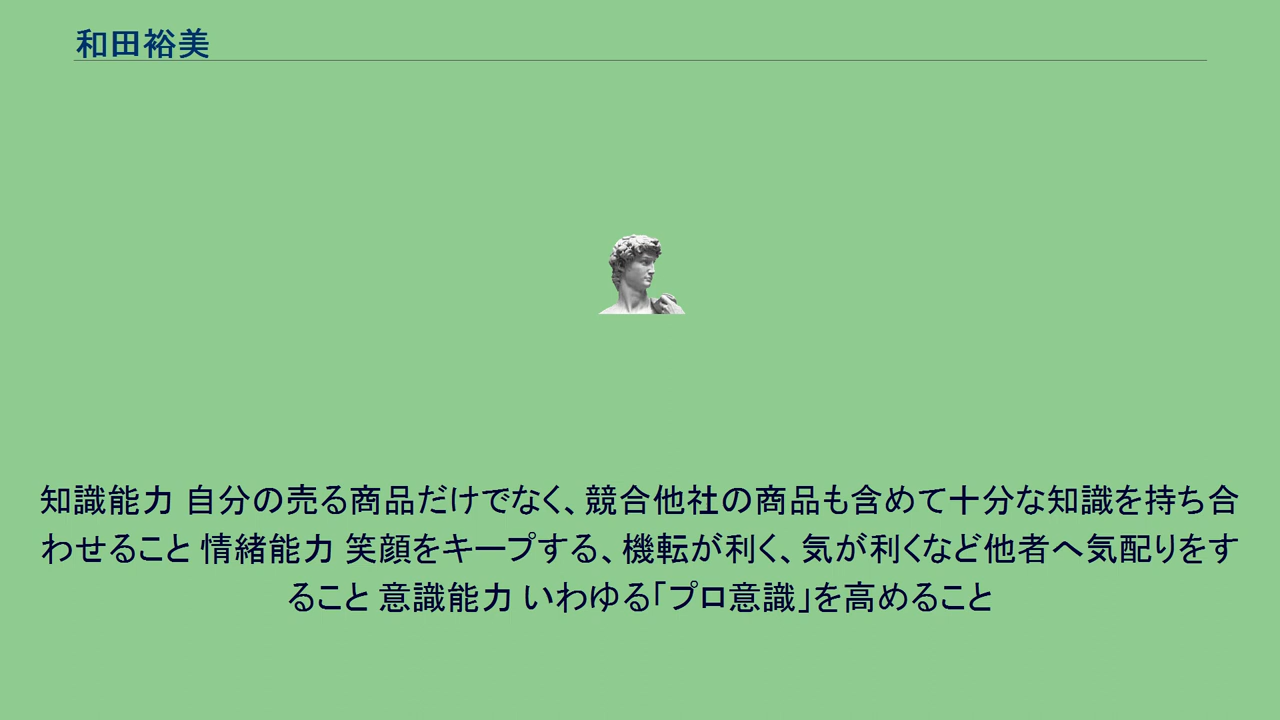 和田裕美
知識能力 自分の売る商品だけでなく、競合他社の商品も含めて十分な知識を持ち合
わせること 情緒能力 笑顔をキープする、機転が利く、気が利くなど他者へ気配りをす
ること 意識能力 いわゆる｢プロ意識｣を高めること